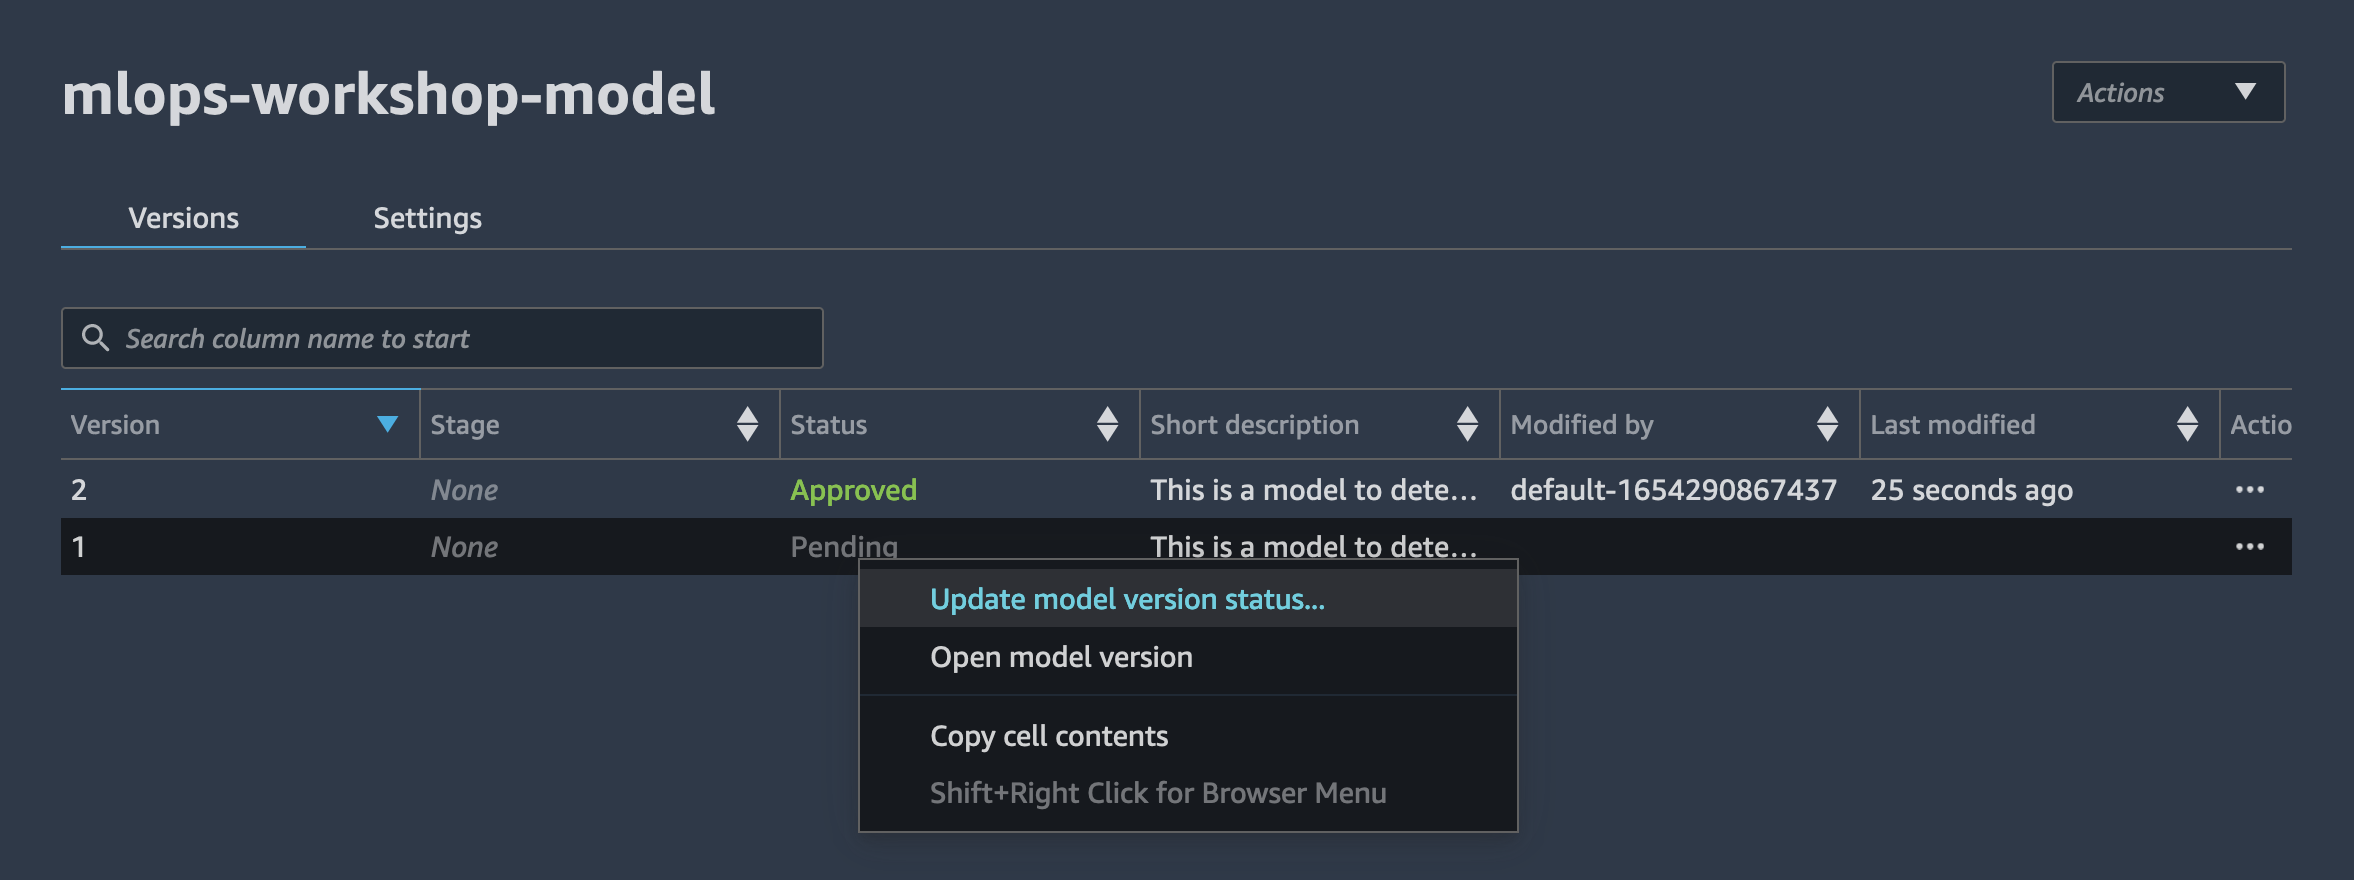 mlops-workshop-model
Actions
Versions Settings
Search column name to start
Version Stage Status Short description Modified by Last modified Actio
2 None Approved This is a model to dete... default-1654290867437 25 seconds ago ...
1 None Pending This is a model to dete... ...
Update model version status...
Open model version
Copy cell contents
Shift+Right Click for Browser Menu